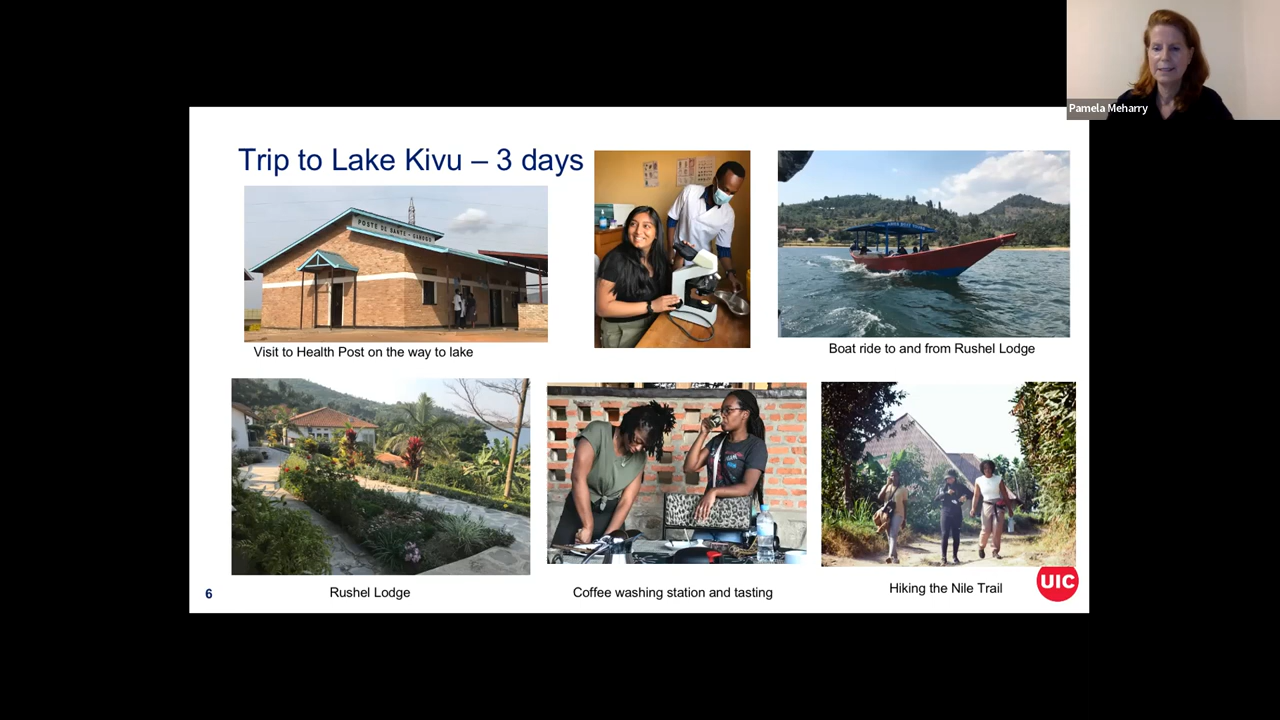 Pamela Meharry
Trip to Lake Kivu – 3 days
POSTE DE SANTE - GAHOGO
Visit to Health Post on the way to lake
Boat ride to and from Rushel Lodge
Rushel Lodge
Coffee washing station and tasting
Hiking the Nile Trail
UIC
6